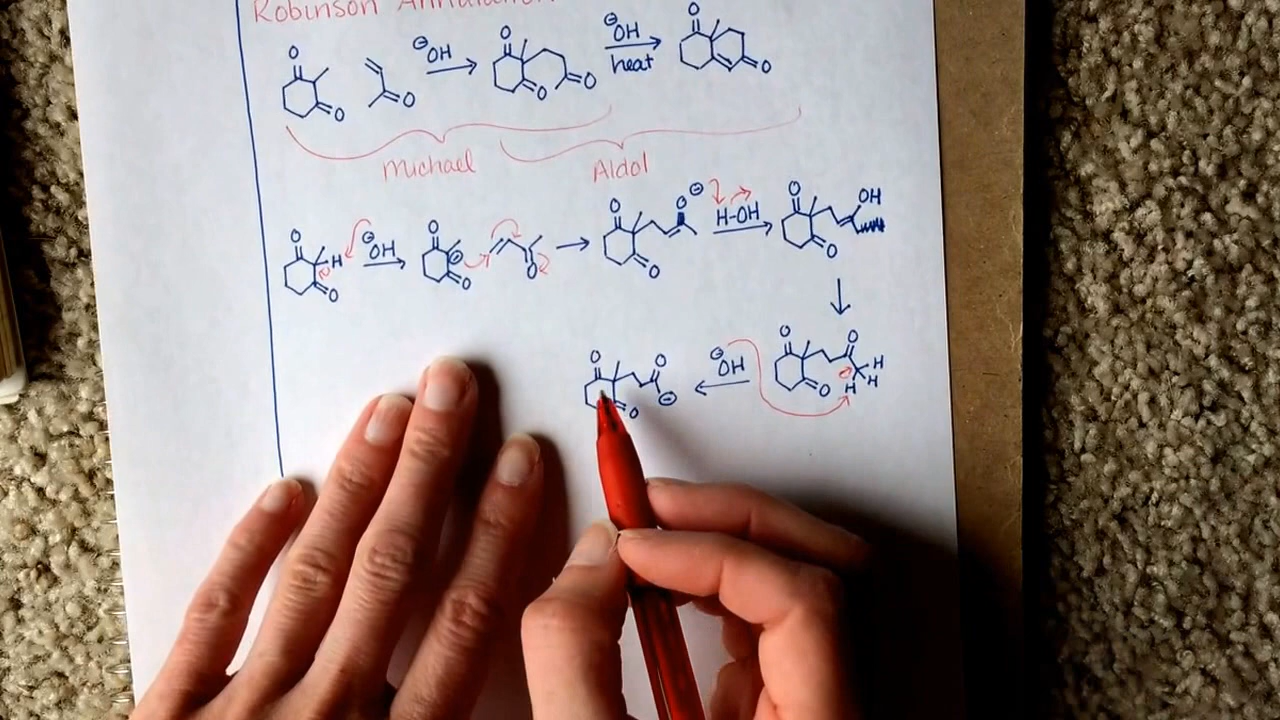 Robinson Annulation
O O O ⊖OH O O O ⊖OH heat O O
Michael Aldol
O H O ⊖OH O ⊖ O O O O O ⊖ H-OH O O OH
O O ⊖ O ⊖OH O O O H H H